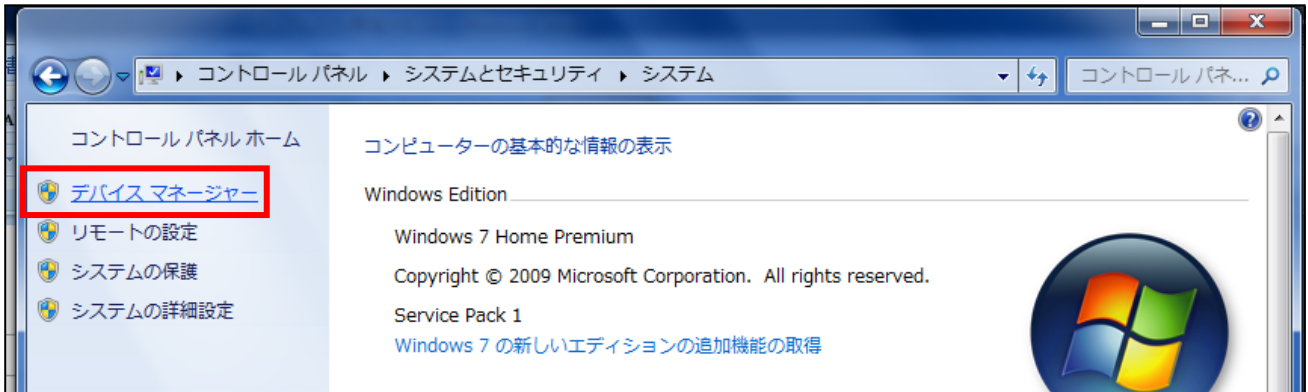 コントロール パネル ▸ システムとセキュリティ ▸ システム
コントロール パネ...
コントロール パネル ホーム
デバイス マネージャー
リモートの設定
システムの保護
システムの詳細設定
コンピューターの基本的な情報の表示
Windows Edition
Windows 7 Home Premium
Copyright © 2009 Microsoft Corporation. All rights reserved.
Service Pack 1
Windows 7 の新しいエディションの追加機能の取得